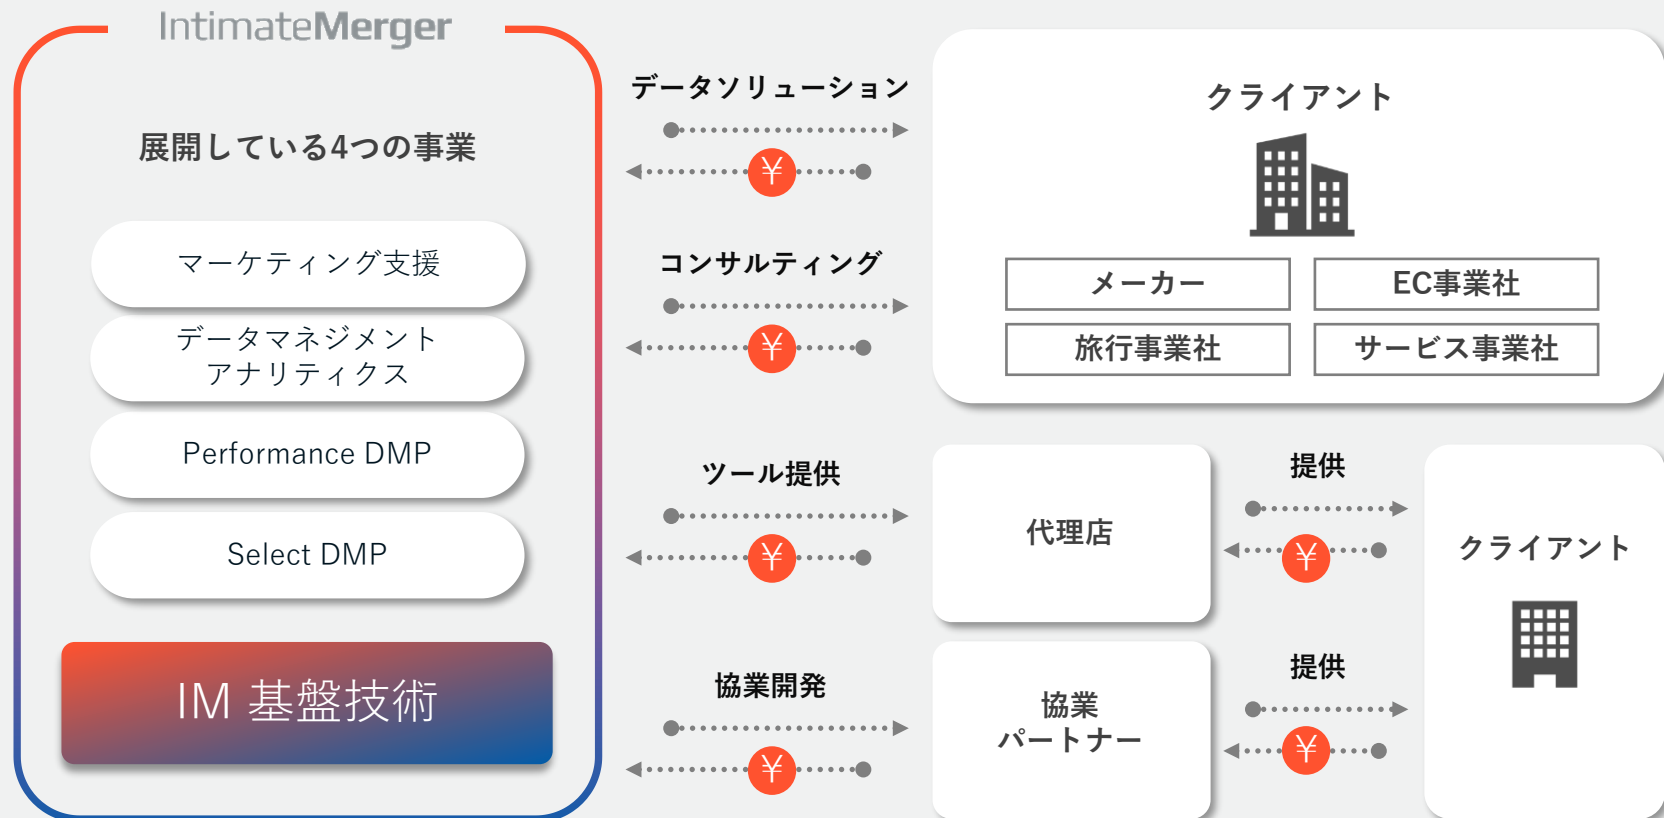 IntimateMerger
展開している4つの事業
マーケティング支援
データマネジメント
アナリティクス
Performance DMP
Select DMP
IM 基盤技術
データソリューション
¥
コンサルティング
¥
ツール提供
¥
協業開発
¥
クライアント
メーカー
EC事業社
旅行事業社
サービス事業社
代理店
協業
パートナー
提供
¥
提供
¥
クライアント